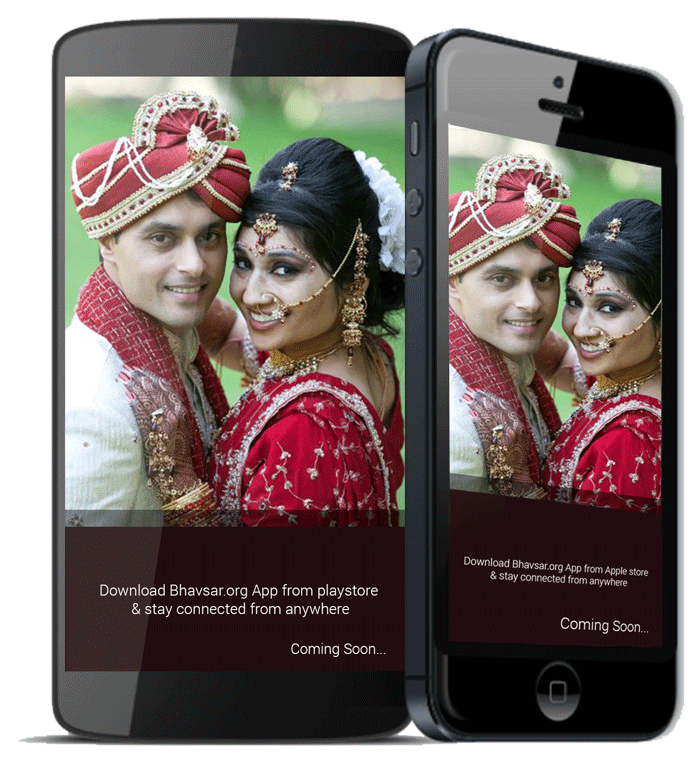 Download Bhavsar.org App from playstore
& stay connected from anywhere
Coming Soon...
Download Bhavsar.org App from Apple store
& stay connected from anywhere
Coming Soon...